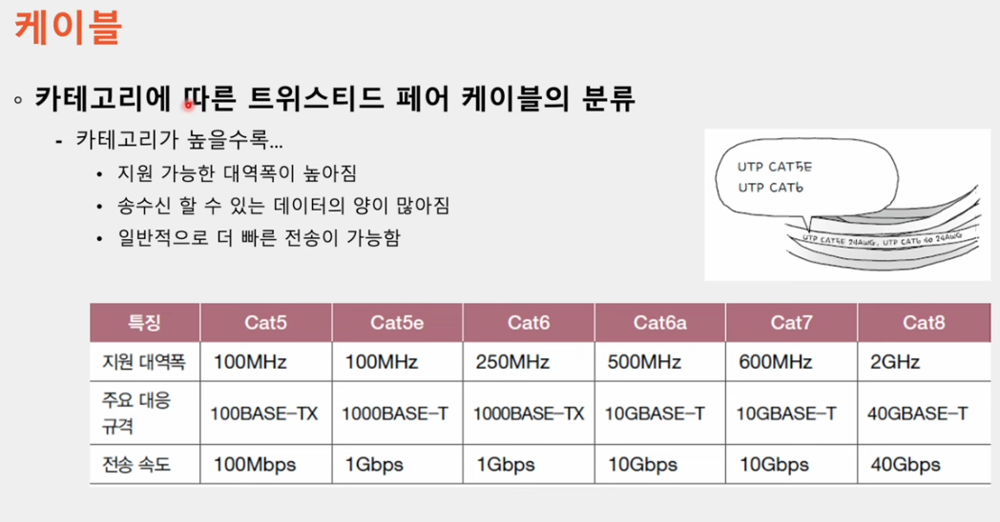 케이블
◦ 카테고리에 따른 트위스티드 페어 케이블의 분류
- 카테고리가 높을수록...
• 지원 가능한 대역폭이 높아짐
• 송수신 할 수 있는 데이터의 양이 많아짐
• 일반적으로 더 빠른 전송이 가능함
UTP CAT5E
UTP CAT6
UTP CAT5E 24AWG, UTP CAT6 40 24AWG
특징 Cat5 Cat5e Cat6 Cat6a Cat7 Cat8
지원 대역폭 100MHz 100MHz 250MHz 500MHz 600MHz 2GHz
주요 대응
규격 100BASE-TX 1000BASE-T 1000BASE-TX 10GBASE-T 10GBASE-T 40GBASE-T
전송 속도 100Mbps 1Gbps 1Gbps 10Gbps 10Gbps 40Gbps